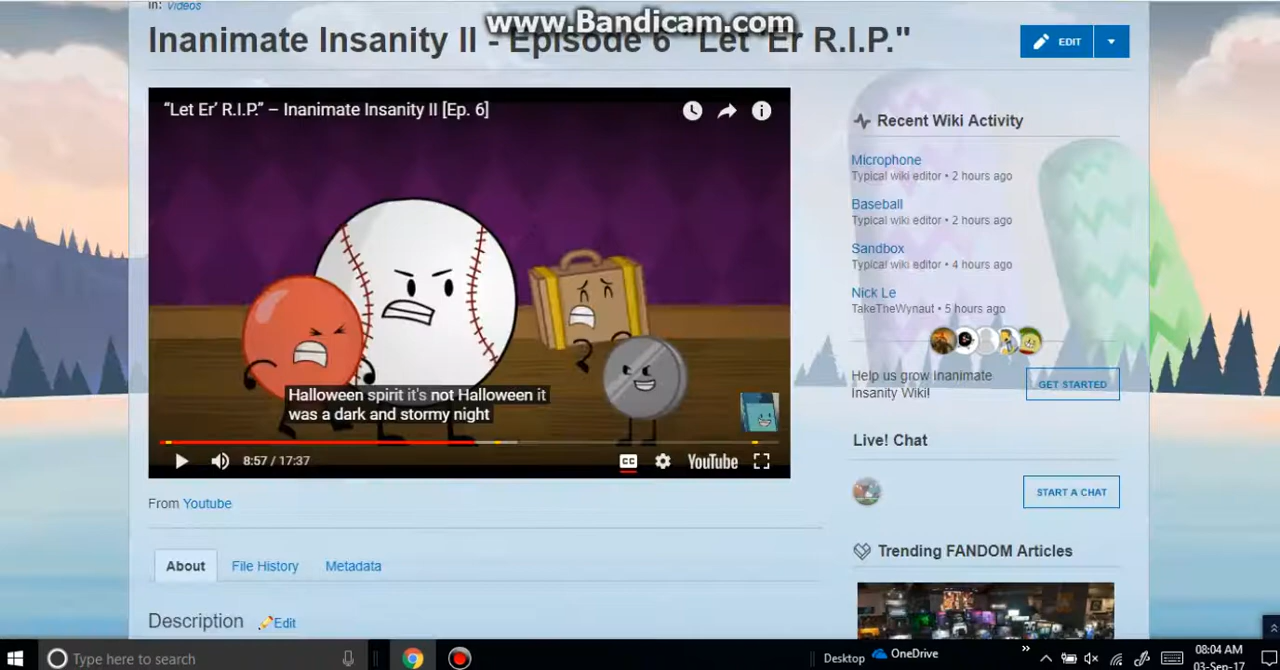 www.Bandicam.com
in: Videos
Inanimate Insanity II - Episode 6 "Let 'Er R.I.P."
EDIT
“Let Er’ R.I.P.” – Inanimate Insanity II [Ep. 6]
Halloween spirit it's not Halloween it
was a dark and stormy night
8:57 / 17:37
CC
YouTube
From Youtube
About
File History
Metadata
Description
Edit
Recent Wiki Activity
Microphone
Typical wiki editor • 2 hours ago
Baseball
Typical wiki editor • 2 hours ago
Sandbox
Typical wiki editor • 4 hours ago
Nick Le
TakeTheWynaut • 5 hours ago
Help us grow Inanimate
Insanity Wiki!
GET STARTED
Live! Chat
START A CHAT
Trending FANDOM Articles
Type here to search
Desktop
OneDrive
08:04 AM
03-Sep-17